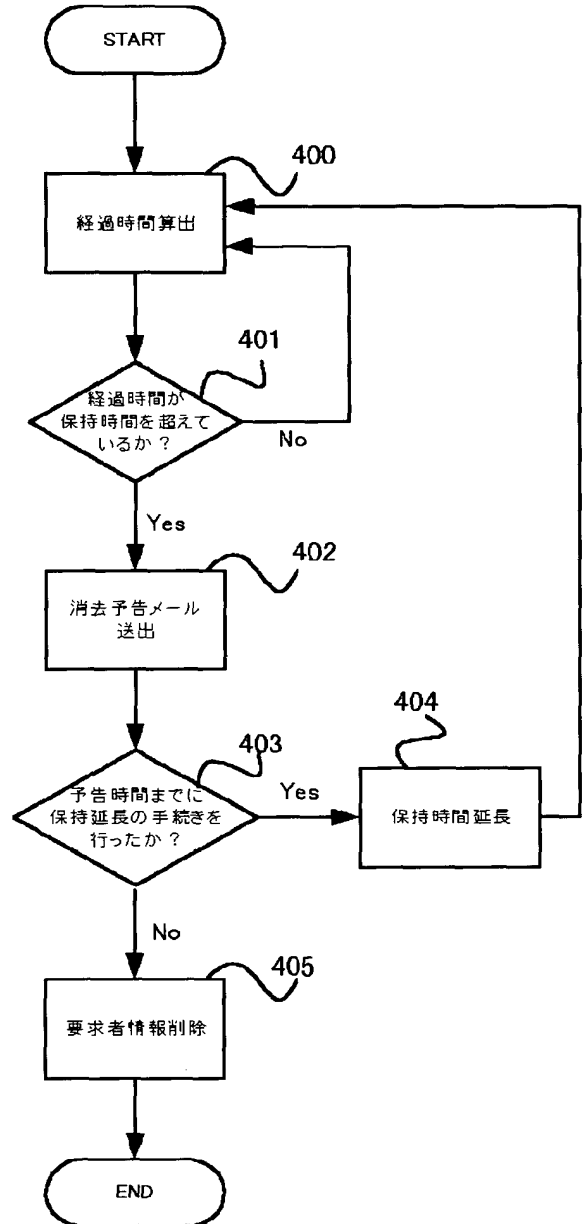 START
400
経過時間算出
401
経過時間が
保持時間を超えて
いるか？
No
Yes
402
消去予告メール
送出
403
予告時間までに
保持延長の手続きを
行ったか？
Yes
404
保持時間延長
No
405
要求者情報削除
END